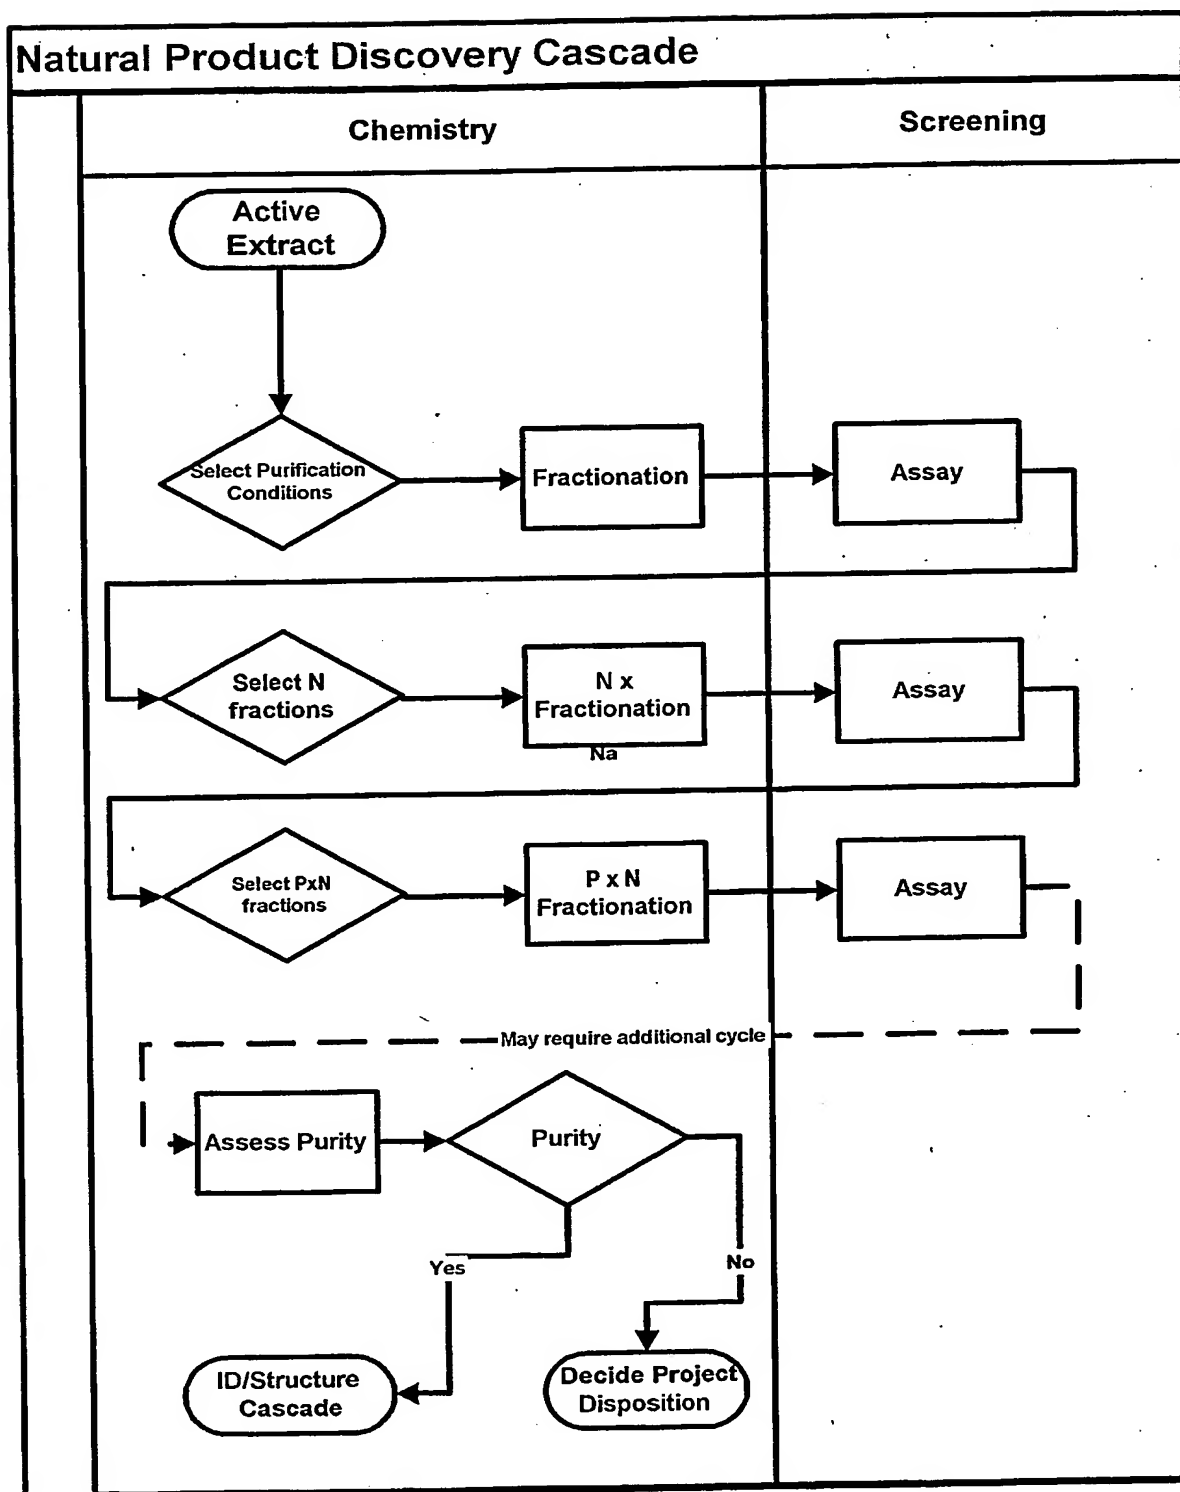 Natural Product Discovery Cascade
Chemistry
Screening
Active
Extract
Select Purification
Conditions
Fractionation
Assay
Select N
fractions
N x
Fractionation
Na
Assay
Select PxN
fractions
P x N
Fractionation
Assay
May require additional cycle
Assess Purity
Purity
Yes
No
ID/Structure
Cascade
Decide Project
Disposition